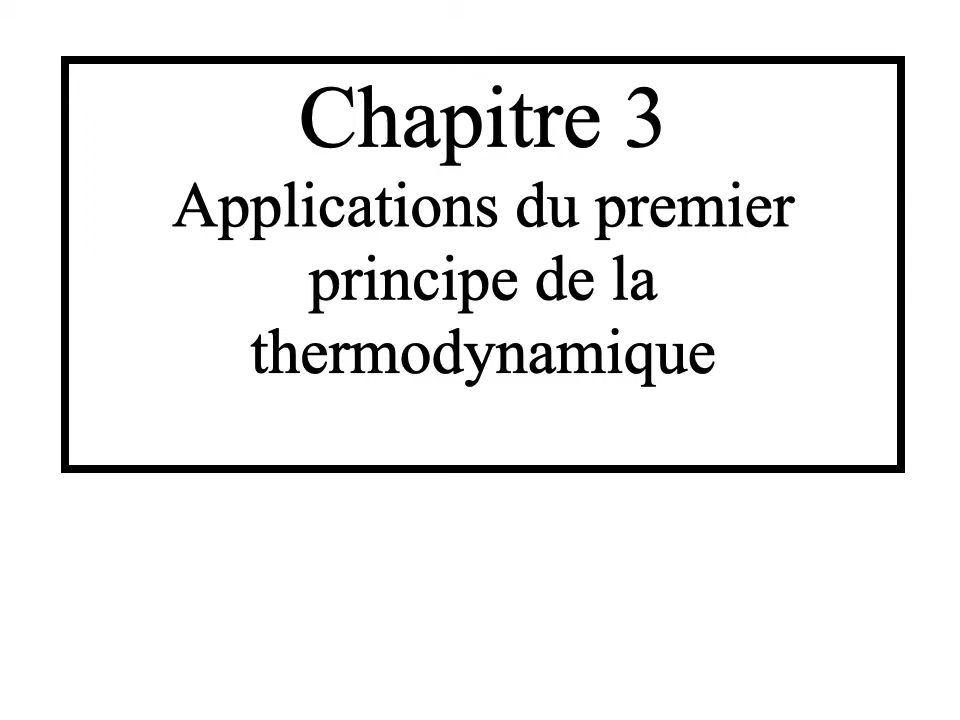 Chapitre 3
Applications du premier
principe de la
thermodynamique